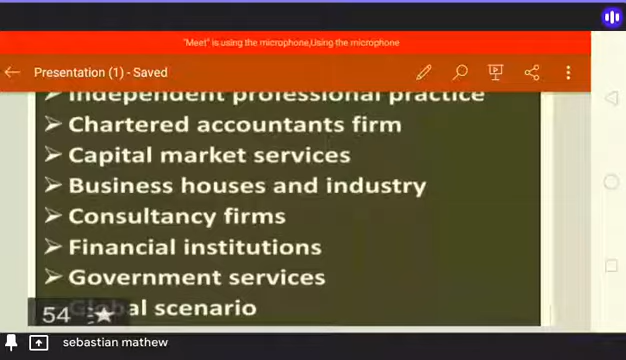 "Meet" is using the microphone,Using the microphone
Presentation (1) - Saved
Independent professional practice
Chartered accountants firm
Capital market services
Business houses and industry
Consultancy firms
Financial institutions
Government services
Global scenario
54
sebastian mathew